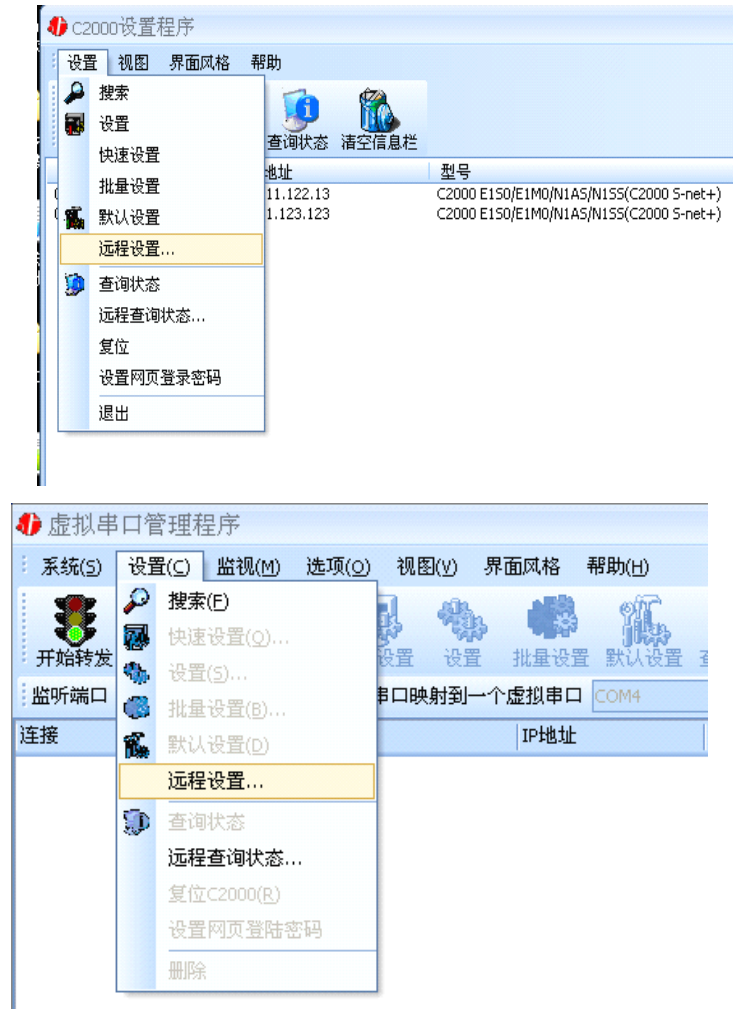 C2000设置程序
设置 视图 界面风格 帮助
搜索
设置
查询状态 清空信息栏
快速设置
地址 型号
批量设置
11.122.13 C2000 E1S0/E1M0/N1AS/N1SS(C2000 S-net+)
默认设置 1.123.123 C2000 E1S0/E1M0/N1AS/N1SS(C2000 S-net+)
远程设置...
查询状态
远程查询状态...
复位
设置网页登录密码
退出
虚拟串口管理程序
系统(S) 设置(C) 监视(M) 选项(O) 视图(V) 界面风格 帮助(H)
搜索(F)
快速设置(Q)...
开始转发 设置 设置 批量设置 默认设置
设置(S)...
监听端口 串口映射到一个虚拟串口 COM4
批量设置(B)...
连接 IP地址
默认设置(D)
远程设置...
查询状态
远程查询状态...
复位C2000(R)
设置网页登陆密码
删除